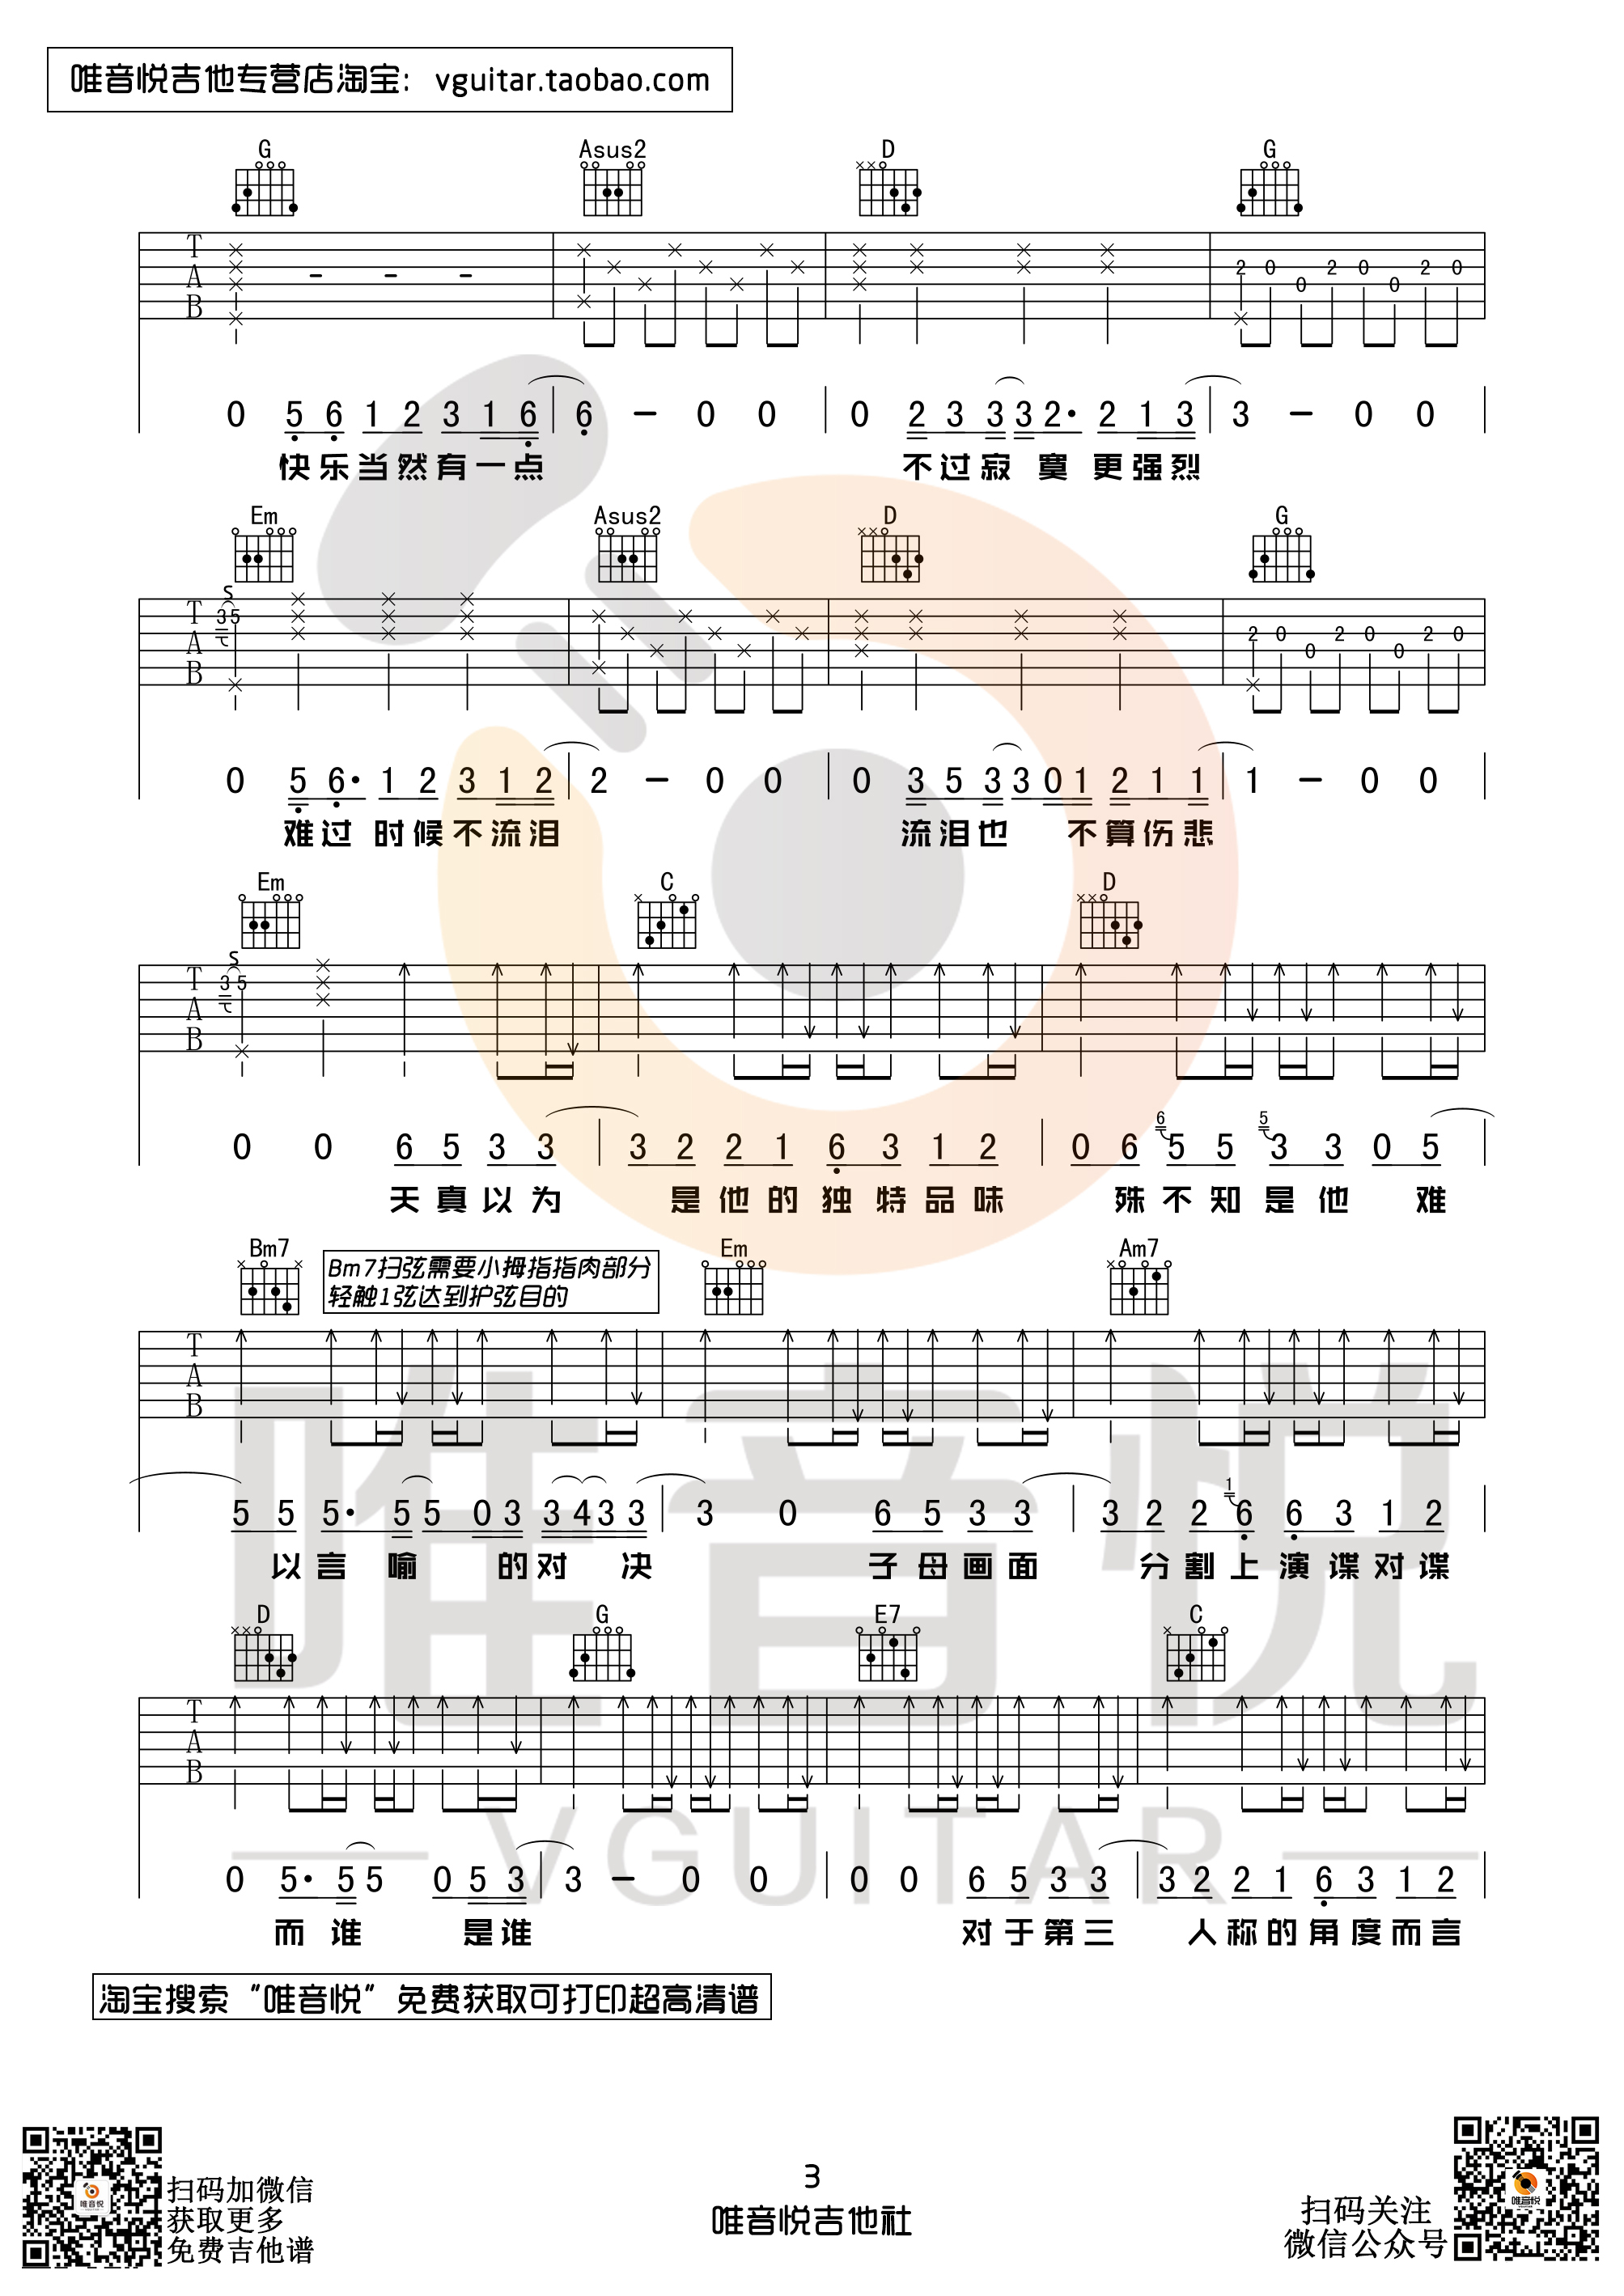 唯音悦吉他专营店淘宝：vguitar.taobao.com
G Asus2 D G
T A B
2 0 0 2 0 0 2 0
0 5 6 1 2 3 1 6 6 - 0 0 0 2 3 3 3 2· 2 1 3 3 - 0 0
快乐当然有一点 不过寂 寞 更强烈
Em Asus2 D G
S
T A B
3 5 2 0 0 2 0 0 2 0
0 5 6· 1 2 3 1 2 2 - 0 0 0 3 5 3 3 0 1 2 1 1 1 - 0 0
难过 时候不流泪 流泪也 不算伤悲
Em C D
S
T A B
3 5
0 0 6 5 3 3 3 2 2 1 6 3 1 2 0 6 6 5 5 5 3 3 0 5
天真以为 是他的独特品味 殊不知是他 难
Bm7 Em Am7
Bm7扫弦需要小拇指指肉部分
轻触1弦达到护弦目的
T A B
5 5 5· 5 5 0 3 3 4 3 3 3 0 6 5 3 3 3 2 2 1 6 6 3 1 2
以言 喻 的对 决 子母画面 分割上演谍对谍
D G E7 C
T A B
0 5· 5 5 0 5 3 3 - 0 0 0 0 6 5 3 3 3 2 2 1 6 3 1 2
而谁 是谁 对于第三 人称的角度而言
唯音悦
VGUITAR
淘宝搜索“唯音悦”免费获取可打印超高清谱
扫码加微信
获取更多
免费吉他谱
3
唯音悦吉他社
扫码关注
微信公众号
唯音悦
唯音悦